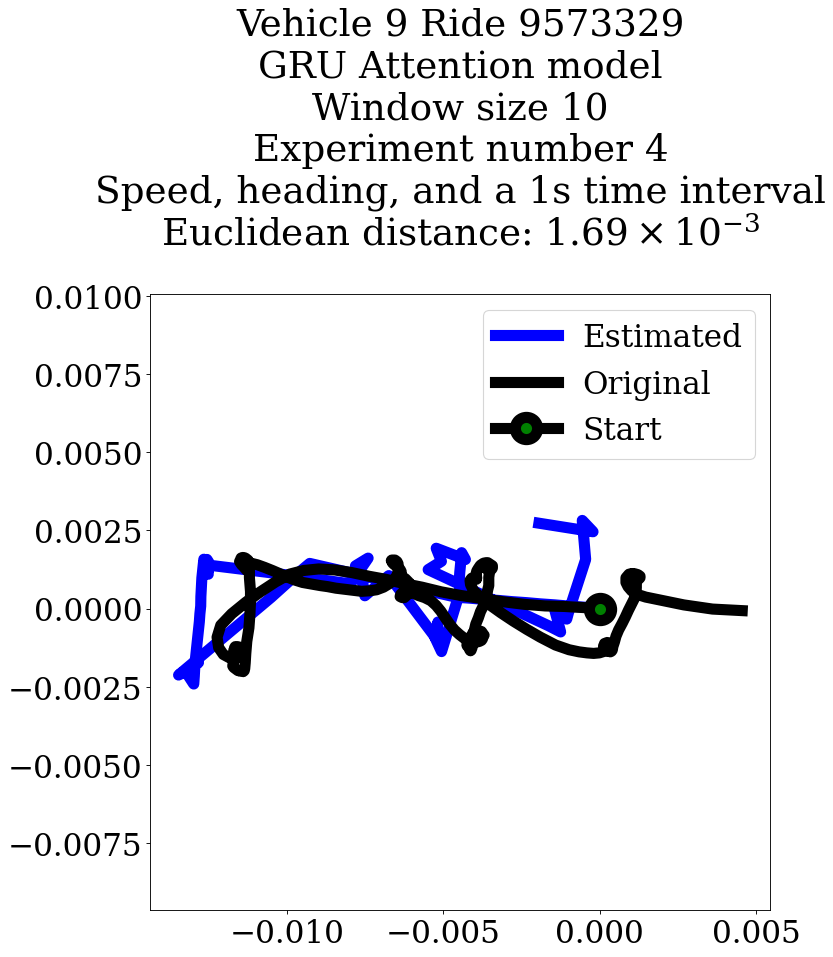 Vehicle 9 Ride 9573329
GRU Attention model
Window size 10
Experiment number 4
Speed, heading, and a 1s time interval
Euclidean distance: 1.69 × 10⁻³
0.0100
0.0075
0.0050
0.0025
0.0000
−0.0025
−0.0050
−0.0075
Estimated
Original
Start
−0.010 −0.005 0.000 0.005